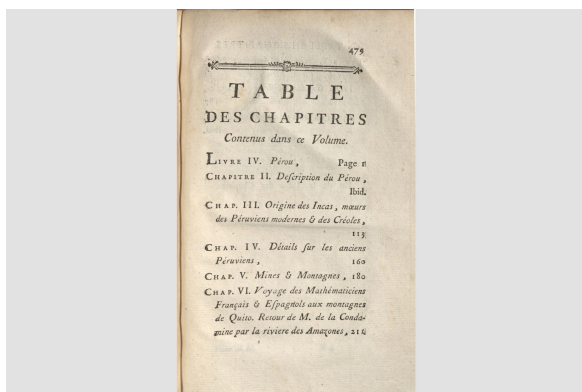 479
TABLE
DES CHAPITRES
Contenus dans ce Volume.
LIVRE IV. Pérou, Page 1
CHAPITRE II. Deſcription du Pérou,
Ibid.
CHAP. III. Origine des Incas, mœurs
des Péruviens modernes & des Créoles,
113
CHAP. IV. Détails ſur les anciens
Péruviens, 160
CHAP. V. Mines & Montagnes, 180
CHAP. VI. Voyage des Mathématiciens
Français & Eſpagnols aux montagnes
de Quito. Retour de M. de la Conda-
mine par la riviere des Amazones,